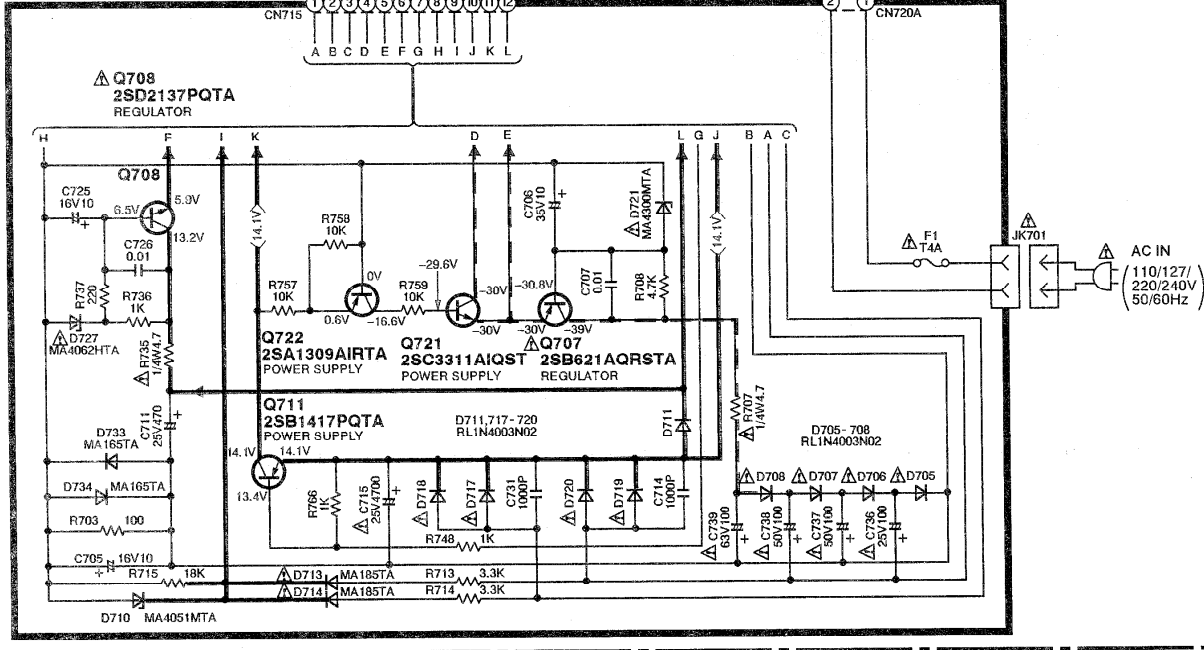 CN715
1 2 3 4 5 6 7 8 9 10 11 12
2 1
CN720A
A B C D E F G H I J K L
Q708
2SD2137PQTA
REGULATOR
H F I K D E L G J B A C
Q708
C725
16V10
6.5V
5.9V
13.2V
C726
0.01
R737
220
R736
1K
D727
MA4062HTA
R735
1/4W4.7
14.1V
R758
10K
R757
10K
0V
0.6V
-16.6V
R759
10K
-29.6V
-30V
-30V
C706
35V10
-30.8V
-30V
-39V
C707
0.01
D721
MA4300MTA
R708
4.7K
14.1V
F1
T4A
JK701
AC IN
110/127/
220/240V
50/60Hz
Q722
2SA1309AIRTA
POWER SUPPLY
Q721
2SC3311AIQST
POWER SUPPLY
Q707
2SB621AQRSTA
REGULATOR
Q711
2SB1417PQTA
POWER SUPPLY
D711,717-720
RL1N4003N02
D711
R707
1/4W4.7
D705-708
RL1N4003N02
C711
25V470
D733
MA165TA
14.1V
14.1V
13.4V
D734
MA165TA
R703
100
C705
16V10
R766
1K
C715
25V4700
D718
D717
C731
1000P
D720
D719
C714
1000P
D708
D707
D706
D705
C739
63V100
C738
50V100
C737
50V100
C736
25V100
R748
1K
R715
18K
D713
MA185TA
R713
3.3K
D714
MA185TA
R714
3.3K
D710
MA4051MTA